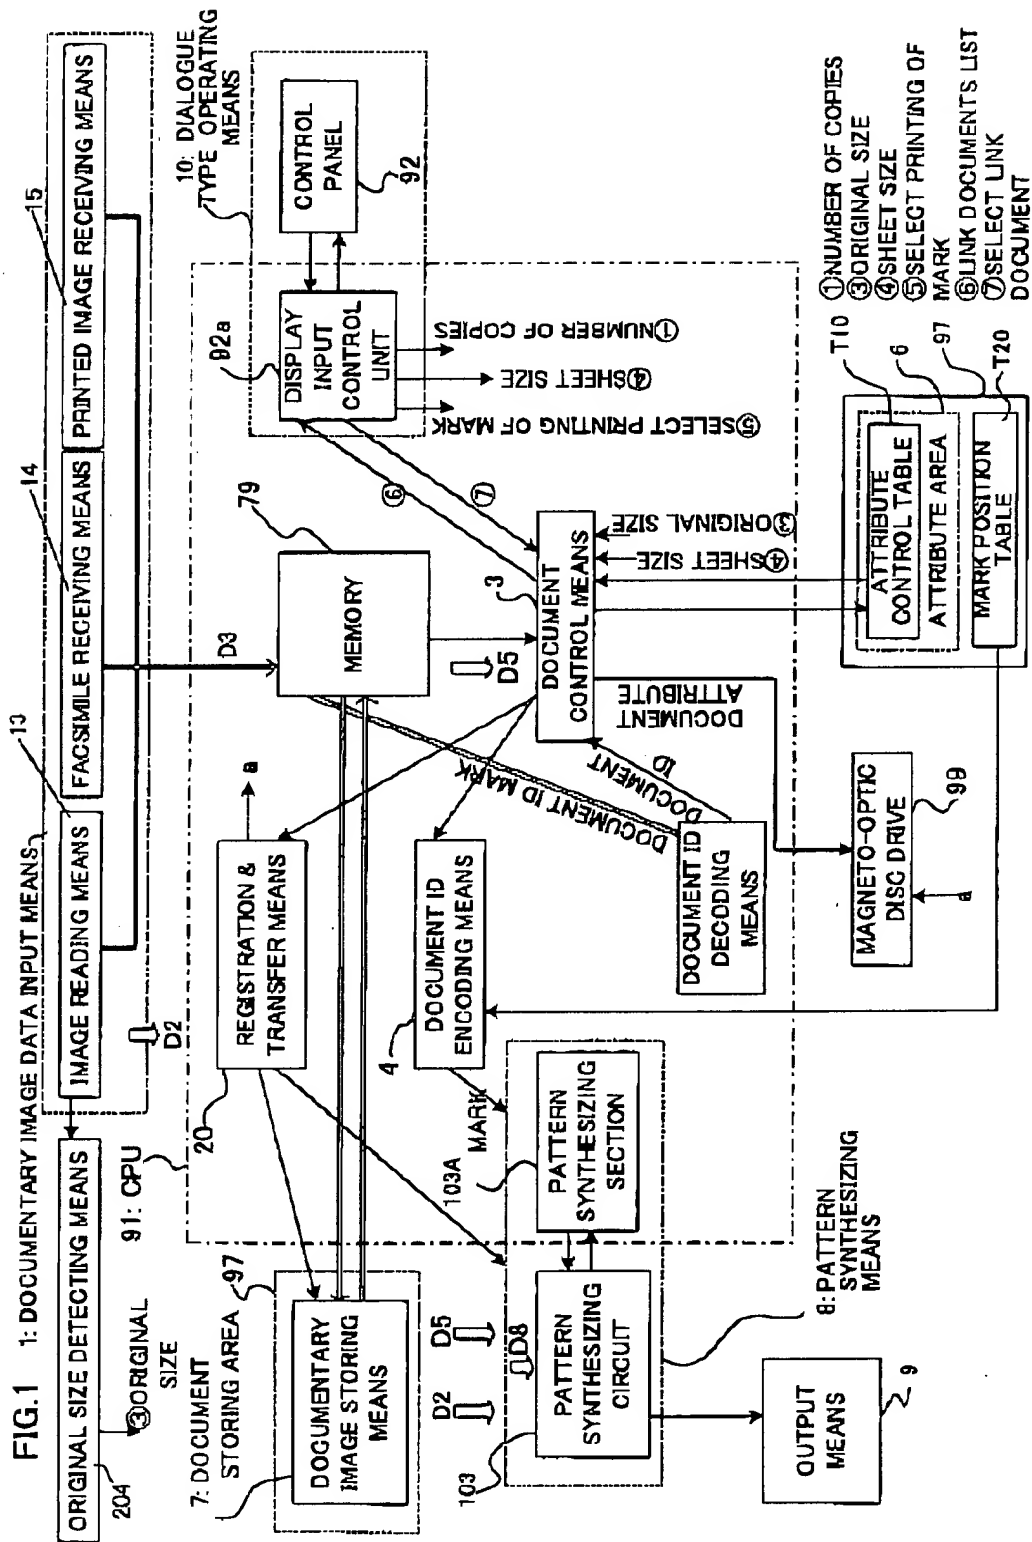 FIG.1
1: DOCUMENTARY IMAGE DATA INPUT MEANS
ORIGINAL SIZE DETECTING MEANS
204
③ORIGINAL
SIZE
13
IMAGE READING MEANS
14
FACSIMILE RECEIVING MEANS
15
PRINTED IMAGE RECEIVING MEANS
D2
D3
91: CPU
10: DIALOGUE
TYPE OPERATING
MEANS
CONTROL
PANEL
92
92a
DISPLAY
INPUT
CONTROL
UNIT
①NUMBER OF COPIES
④SHEET SIZE
⑤SELECT PRINTING OF MARK
79
MEMORY
20
REGISTRATION &
TRANSFER MEANS
a
7: DOCUMENT
STORING AREA
97
DOCUMENTARY
IMAGE STORING
MEANS
⑥
⑦
D5
3
DOCUMENT
CONTROL MEANS
④SHEET SIZE
③ORIGINAL SIZE
DOCUMENT
ATTRIBUTE
DOCUMENT ID MARK
DOCUMENT
ID
4
DOCUMENT ID
ENCODING MEANS
DOCUMENT ID
DECODING
MEANS
MARK
103A
PATTERN
SYNTHESIZING
SECTION
D2
D5
D8
103
PATTERN
SYNTHESIZING
CIRCUIT
8: PATTERN
SYNTHESIZING
MEANS
OUTPUT
MEANS
9
MAGNETO-OPTIC
DISC DRIVE
99
a
ATTRIBUTE
CONTROL TABLE
ATTRIBUTE AREA
MARK POSITION
TABLE
T10
6
97
T20
①NUMBER OF COPIES
③ORIGINAL SIZE
④SHEET SIZE
⑤SELECT PRINTING OF
MARK
⑥LINK DOCUMENTS LIST
⑦SELECT LINK
DOCUMENT